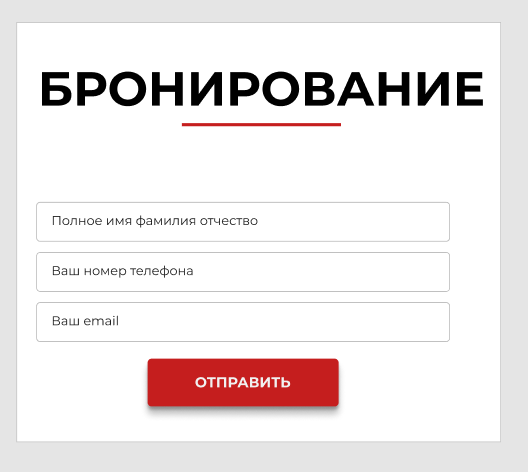 БРОНИРОВАНИЕ
Полное имя фамилия отчество
Ваш номер телефона
Ваш email
ОТПРАВИТЬ